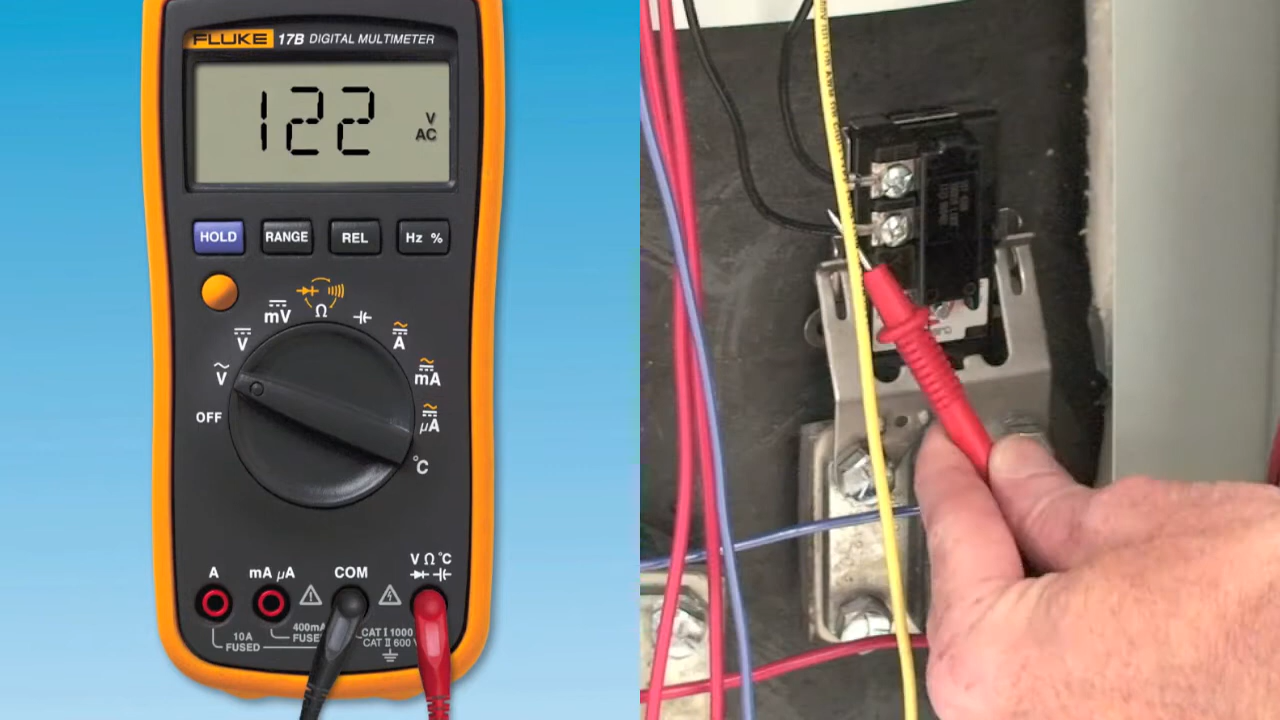 FLUKE 17B DIGITAL MULTIMETER
122 V AC
HOLD RANGE REL Hz %
mV Ω
V A
V mA
OFF µA
°C
V Ω °C
A mA µA COM
10A FUSED
400mA FUSED
CAT I 1000
CAT II 600 V